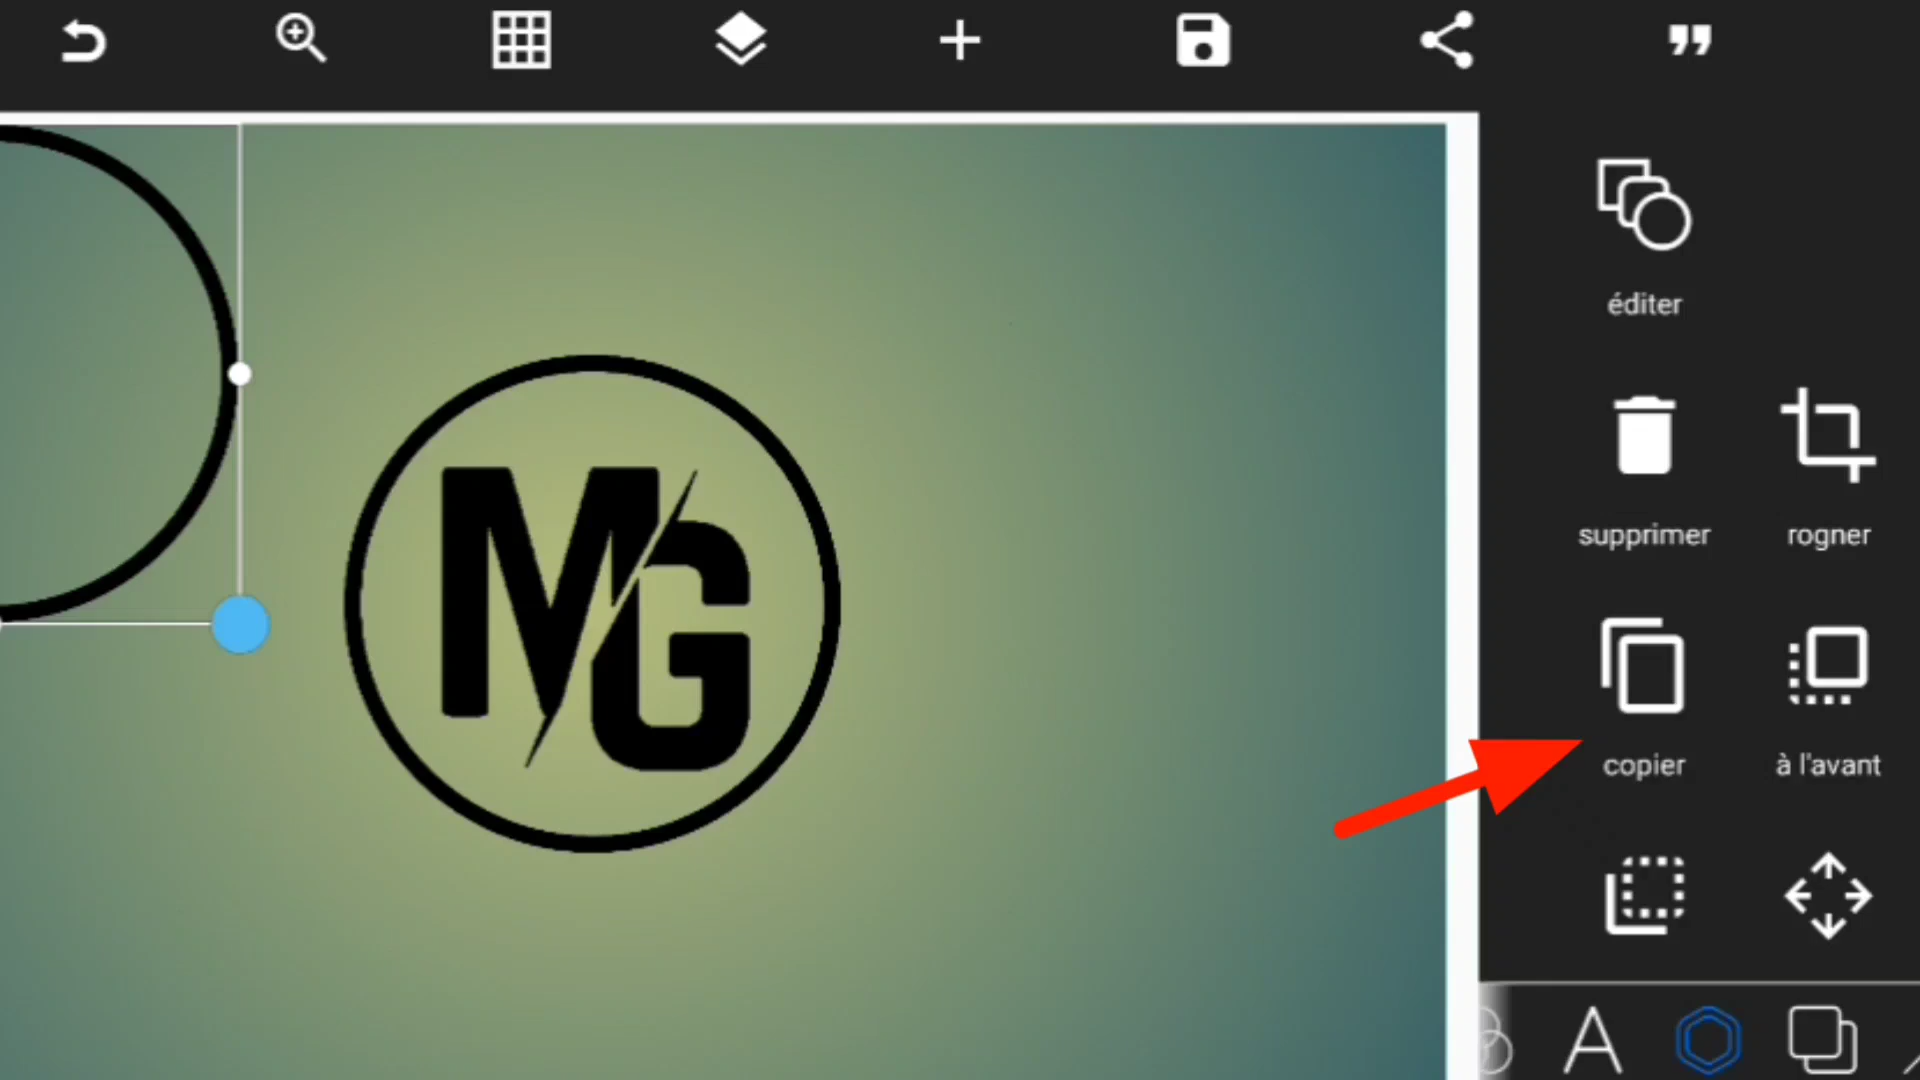 éditer
MG
supprimer
rogner
copier
à l'avant
A